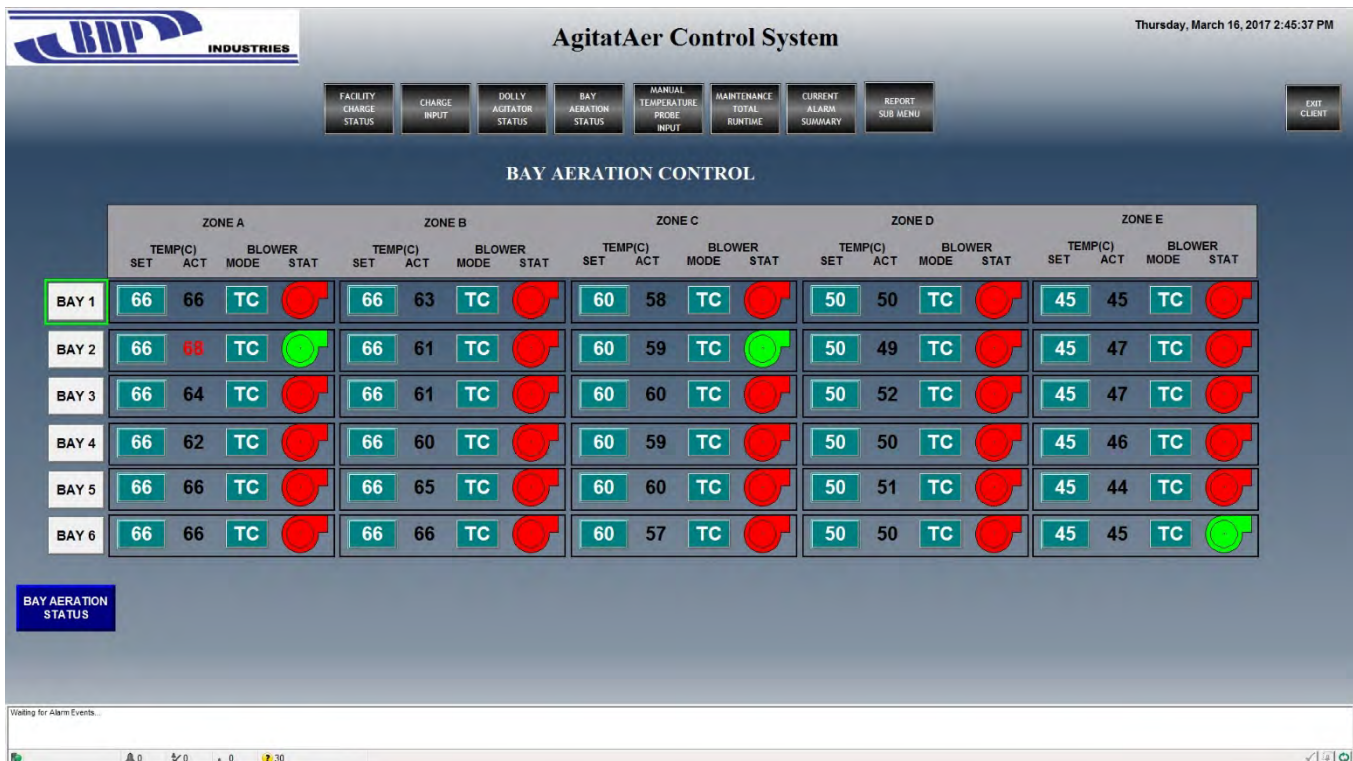 BDP INDUSTRIES
AgitatAer Control System
Thursday, March 16, 2017 2:45:37 PM
FACILITY CHARGE STATUS
CHARGE INPUT
DOLLY AGITATOR STATUS
BAY AERATION STATUS
MANUAL TEMPERATURE PROBE INPUT
MAINTENANCE TOTAL RUNTIME
CURRENT ALARM SUMMARY
REPORT SUB MENU
EXIT CLIENT
BAY AERATION CONTROL
ZONE A ZONE B ZONE C ZONE D ZONE E
TEMP(C) BLOWER TEMP(C) BLOWER TEMP(C) BLOWER TEMP(C) BLOWER TEMP(C) BLOWER
SET ACT MODE STAT SET ACT MODE STAT SET ACT MODE STAT SET ACT MODE STAT SET ACT MODE STAT
BAY 1 66 66 TC 66 63 TC 60 58 TC 50 50 TC 45 45 TC
BAY 2 66 68 TC 66 61 TC 60 59 TC 50 49 TC 45 47 TC
BAY 3 66 64 TC 66 61 TC 60 60 TC 50 52 TC 45 47 TC
BAY 4 66 62 TC 66 60 TC 60 59 TC 50 50 TC 45 46 TC
BAY 5 66 66 TC 66 65 TC 60 60 TC 50 51 TC 45 44 TC
BAY 6 66 66 TC 66 66 TC 60 57 TC 50 50 TC 45 45 TC
BAY AERATION
STATUS
Waiting for Alarm Events...
0 0 0 30